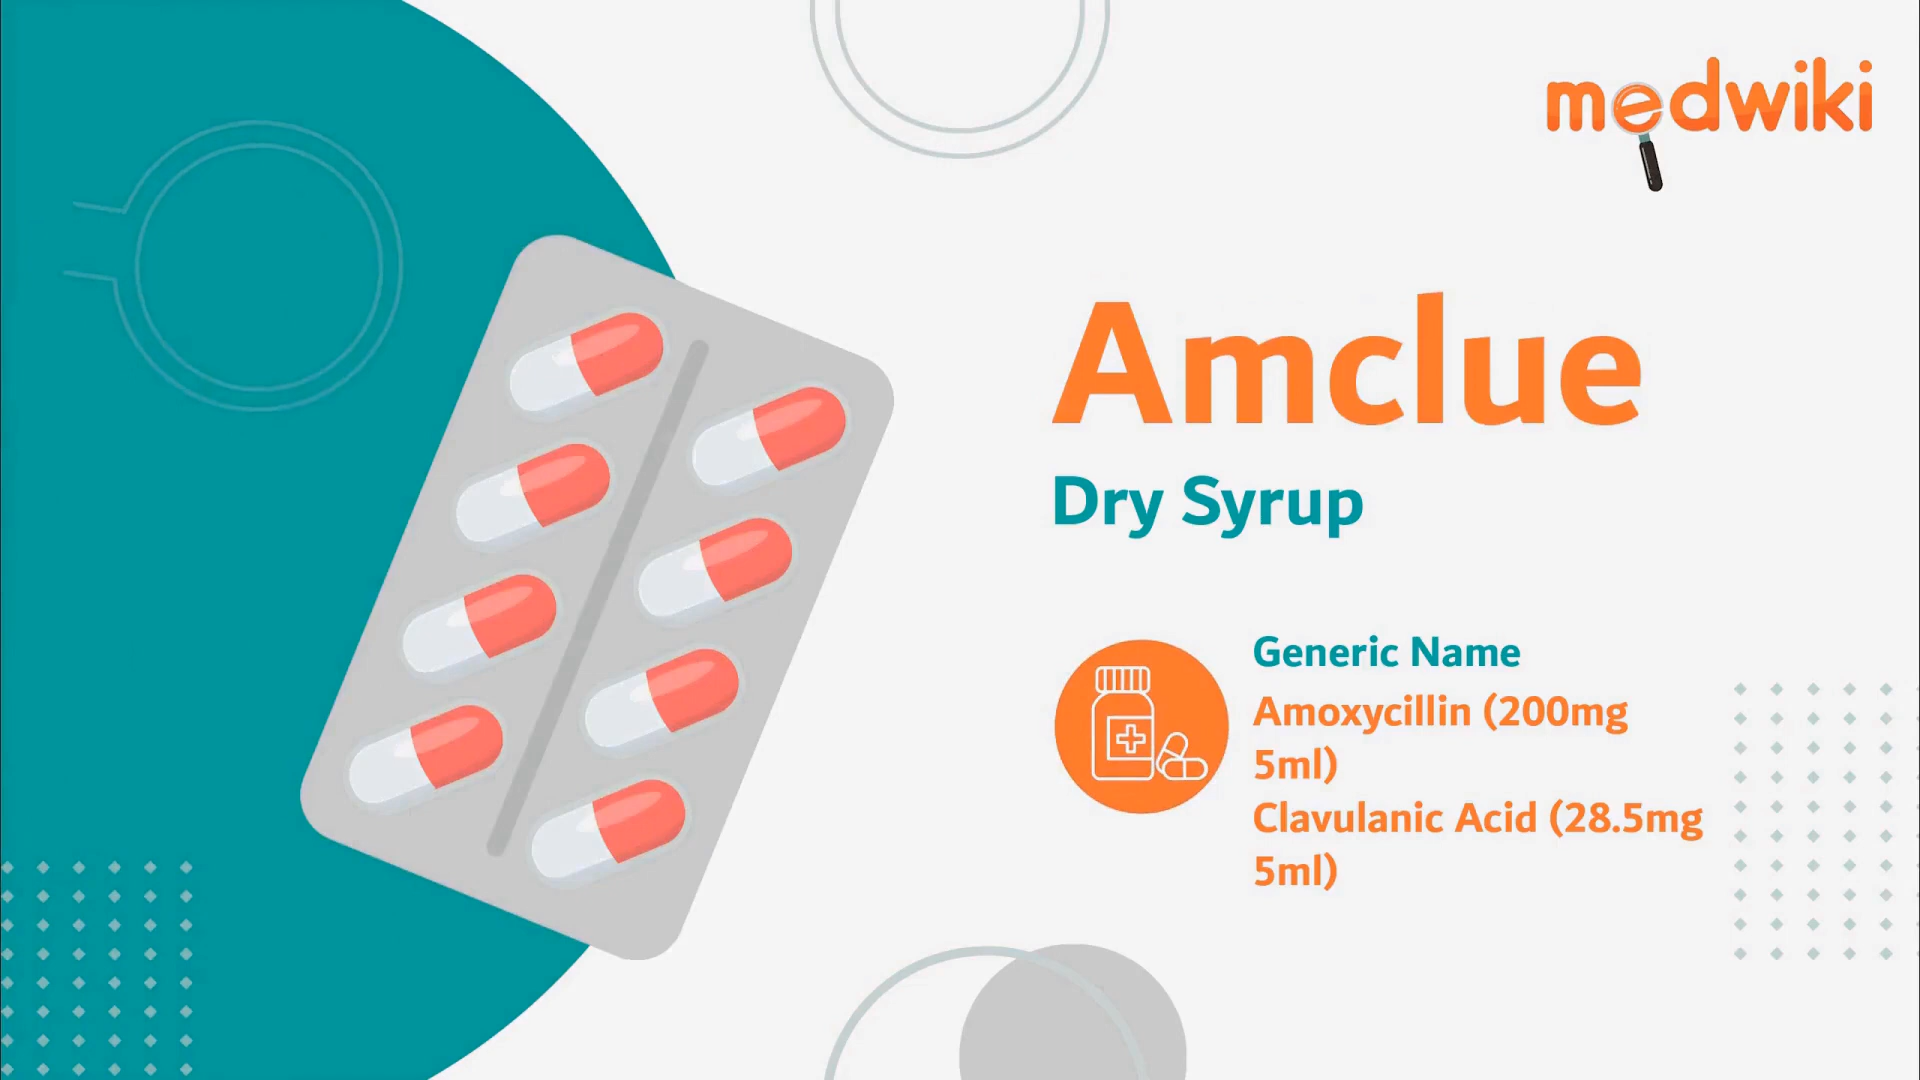 medwiki
Amclue
Dry Syrup
Generic Name
Amoxycillin (200mg
5ml)
Clavulanic Acid (28.5mg
5ml)